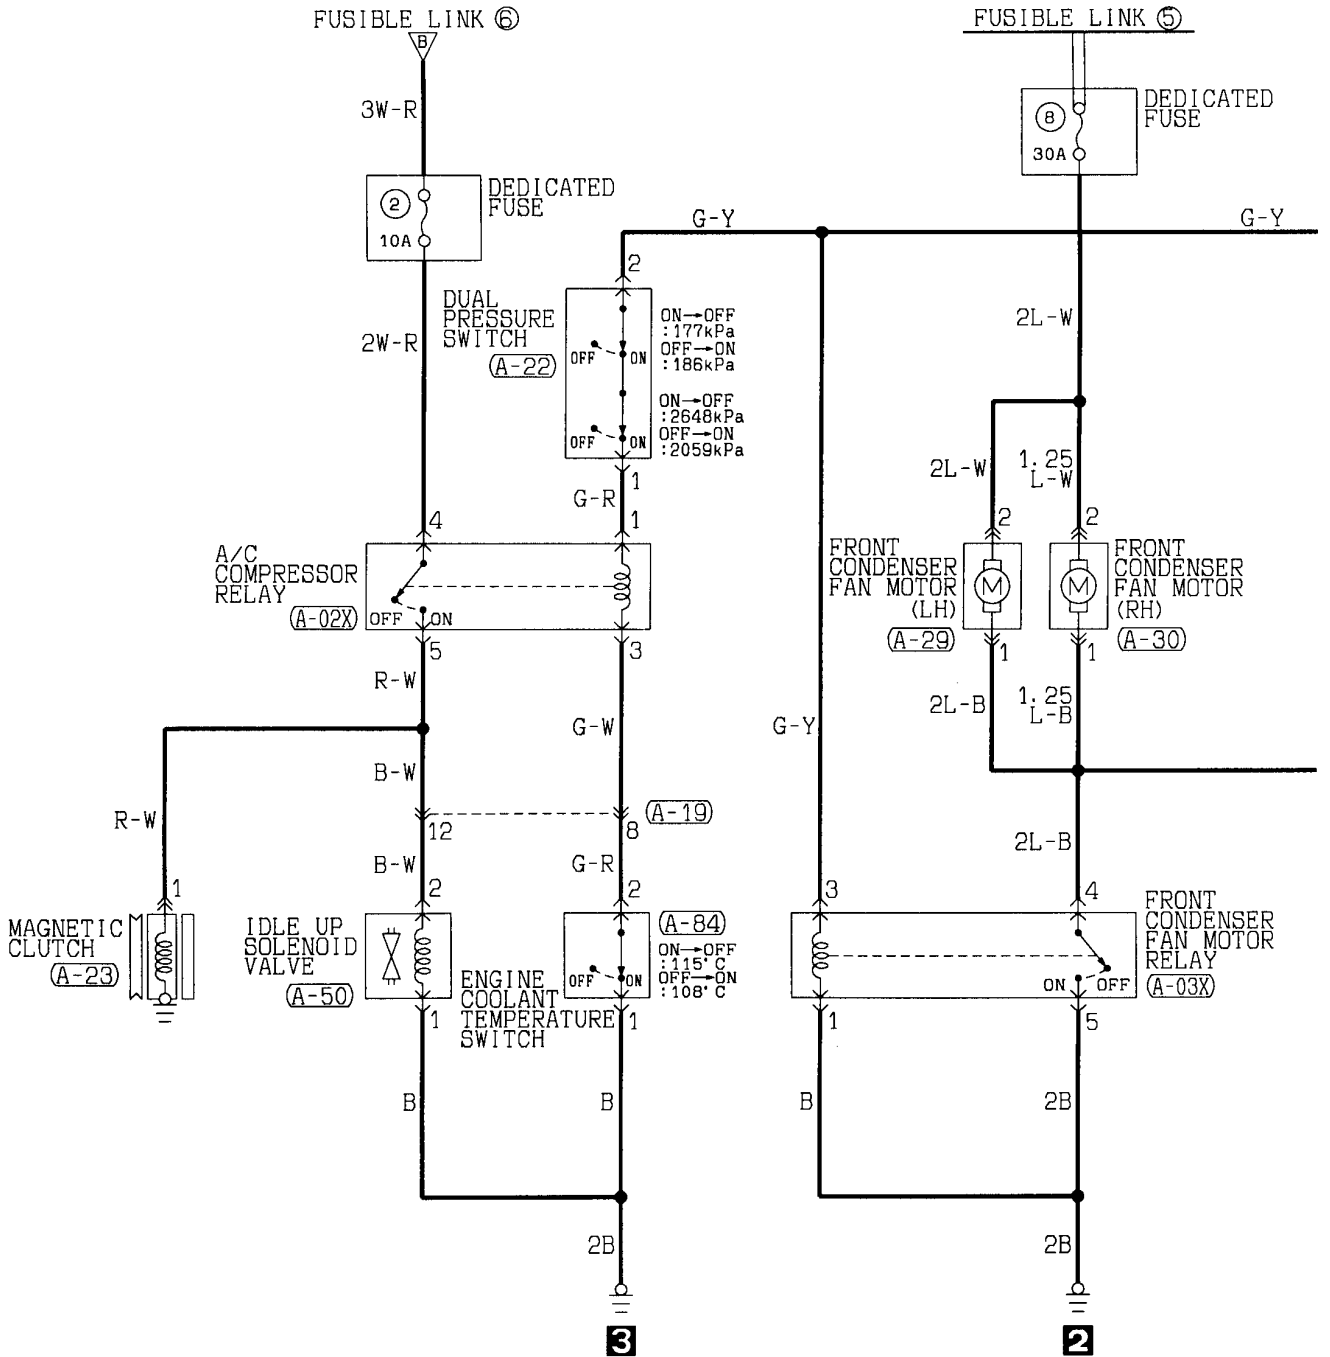 FUSIBLE LINK ⑥
B
3W-R
DEDICATED
FUSE
2
10A
2W-R
FUSIBLE LINK ⑤
DEDICATED
FUSE
8
30A
G-Y
G-Y
2
DUAL
PRESSURE
SWITCH
A-22
OFF
ON
ON→OFF
:177kPa
OFF→ON
:186kPa
OFF
ON
ON→OFF
:2648kPa
OFF→ON
:2059kPa
1
G-R
2L-W
2L-W
1.25
L-W
4
1
A/C
COMPRESSOR
RELAY
A-02X
OFF
ON
5
3
2
2
FRONT
CONDENSER
FAN MOTOR
(LH)
A-29
M
M
FRONT
CONDENSER
FAN MOTOR
(RH)
A-30
1
1
R-W
G-W
G-Y
2L-B
1.25
L-B
B-W
R-W
12
8
A-19
B-W
G-R
2L-B
1
2
2
3
4
MAGNETIC
CLUTCH
A-23
IDLE UP
SOLENOID
VALVE
A-50
ENGINE
COOLANT
TEMPERATURE
SWITCH
OFF
ON
A-84
ON→OFF
:115°C
OFF→ON
:108°C
FRONT
CONDENSER
FAN MOTOR
RELAY
A-03X
ON
OFF
1
1
1
5
B
B
B
2B
2B
2B
3
2